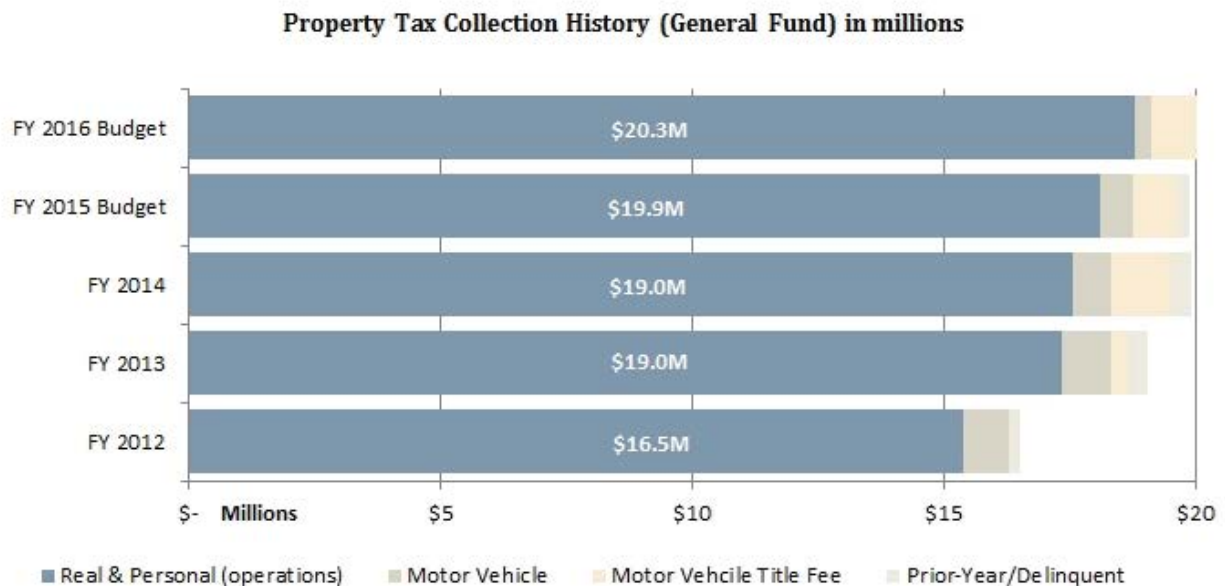 Property Tax Collection History (General Fund) in millions
FY 2016 Budget
$20.3M
FY 2015 Budget
$19.9M
FY 2014
$19.0M
FY 2013
$19.0M
FY 2012
$16.5M
$- Millions $5 $10 $15 $20
Real & Personal (operations) Motor Vehicle Motor Vehcile Title Fee Prior-Year/Delinquent